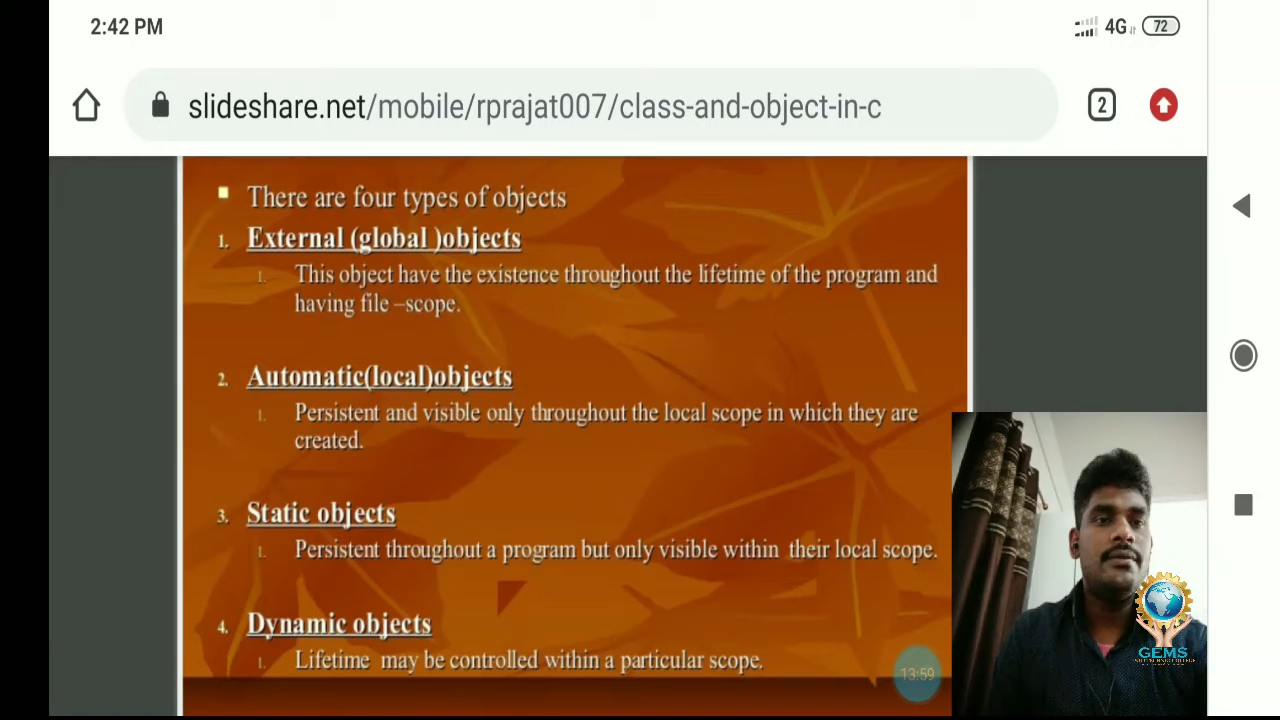 2:42 PM
4G 72
slideshare.net/mobile/rprajat007/class-and-object-in-c
2
There are four types of objects
1. External (global )objects
1. This object have the existence throughout the lifetime of the program and
having file –scope.
2. Automatic(local)objects
1. Persistent and visible only throughout the local scope in which they are
created.
3. Static objects
1. Persistent throughout a program but only visible within their local scope.
4. Dynamic objects
1. Lifetime may be controlled within a particular scope.
13:59
GEMS